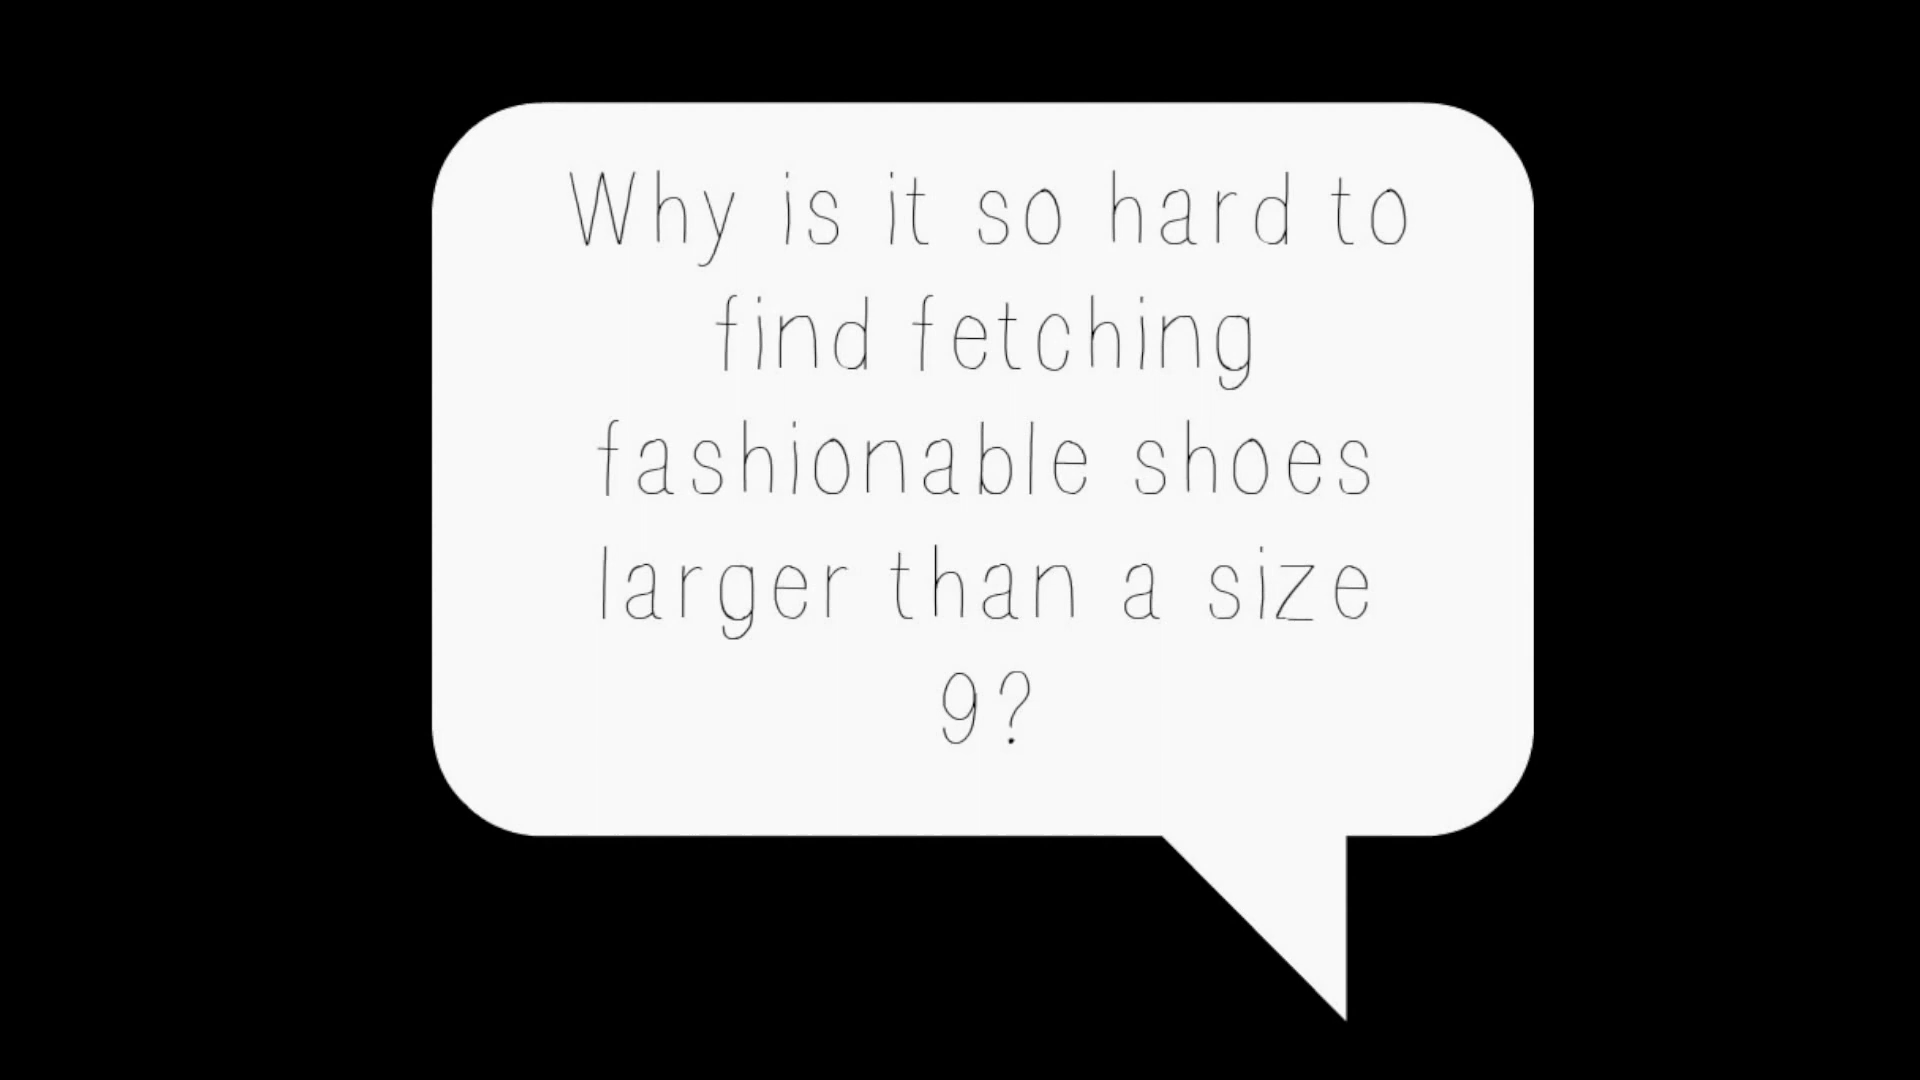 Why is it so hard to
find fetching
fashionable shoes
larger than a size
9?